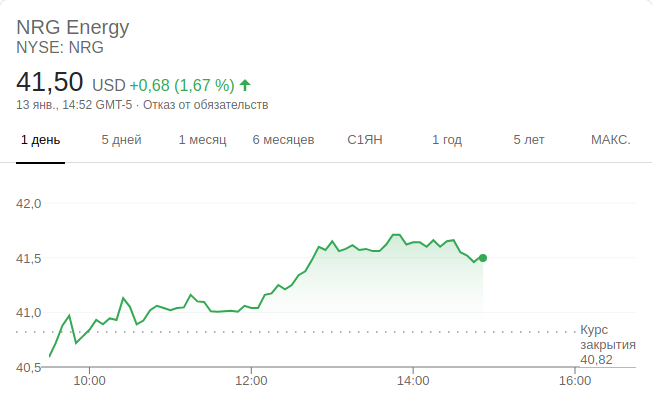 NRG Energy
NYSE: NRG
41,50 USD +0,68 (1,67 %)
13 янв., 14:52 GMT-5 · Отказ от обязательств
1 день 5 дней 1 месяц 6 месяцев С1ЯН 1 год 5 лет МАКС.
42,0
41,5
41,0
Курс
закрытия
40,82
40,5
10:00 12:00 14:00 16:00